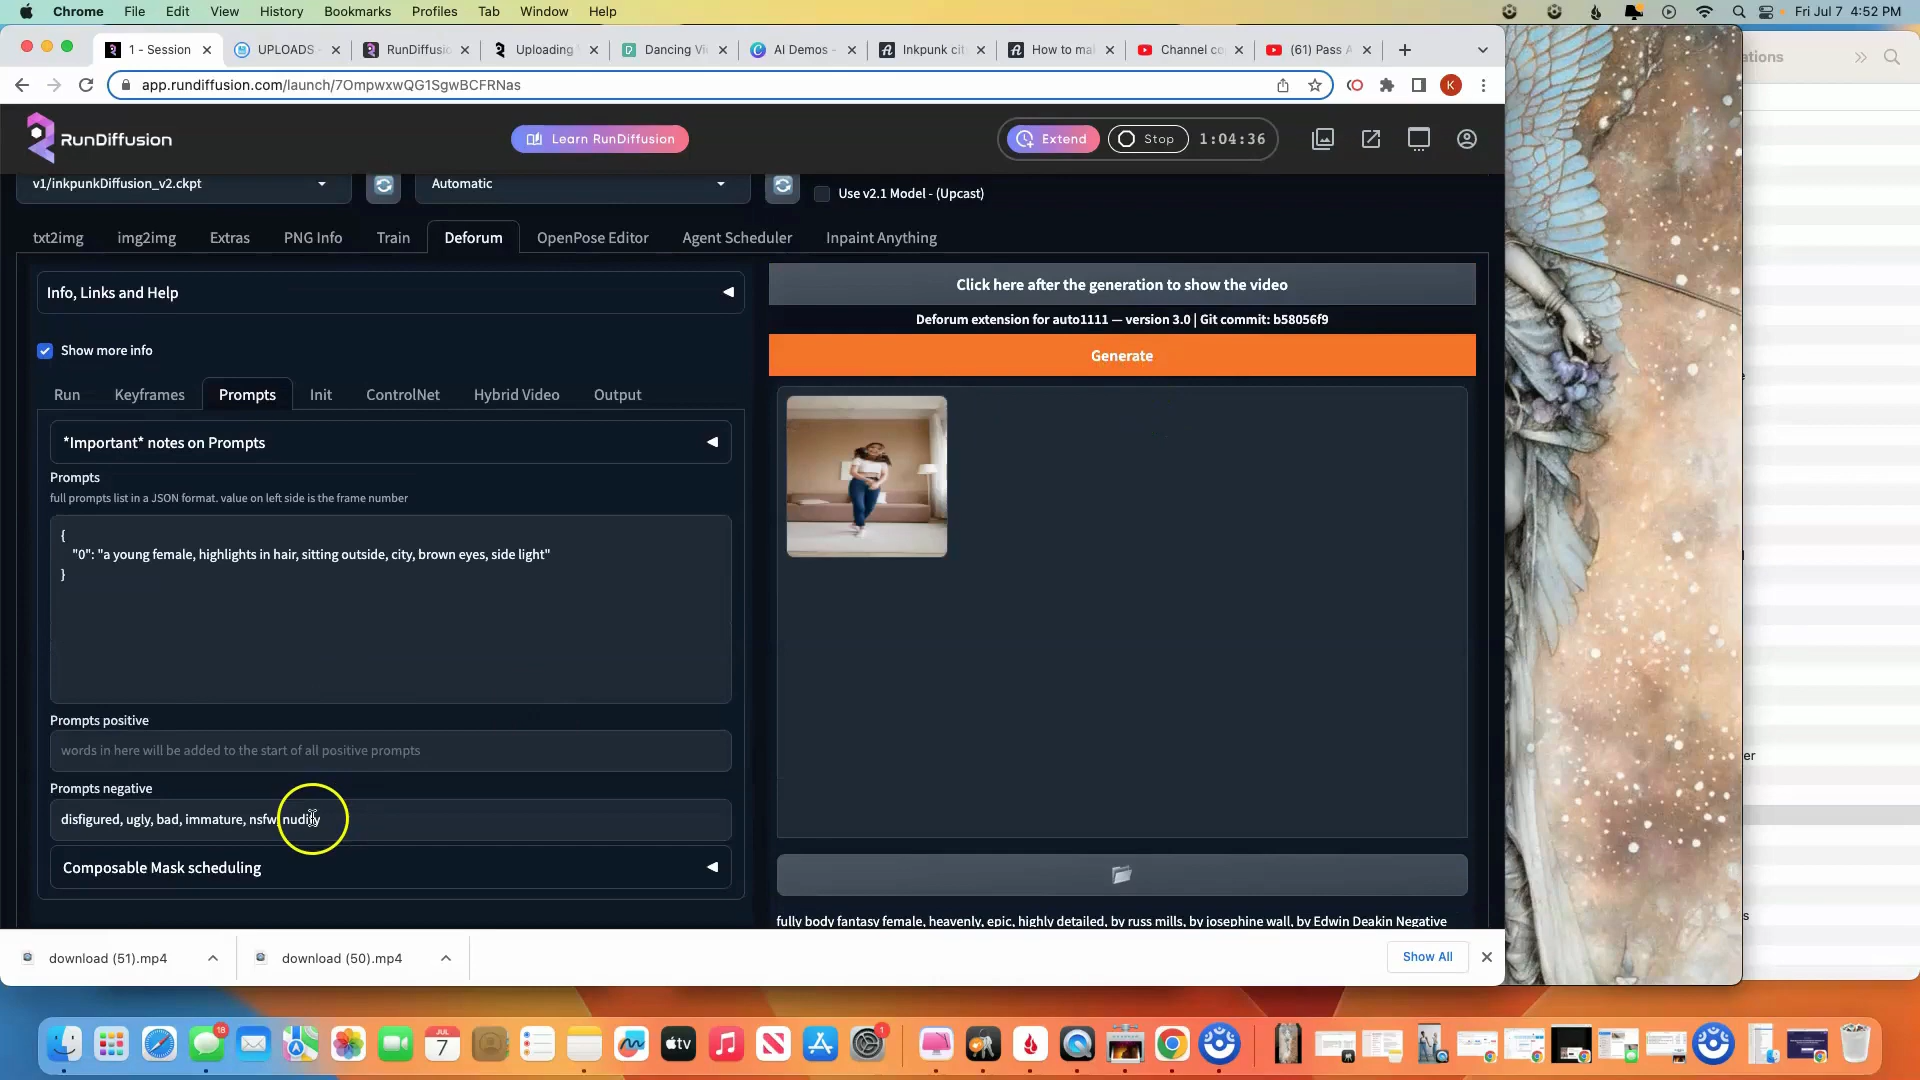 Chrome File Edit View History Bookmarks Profiles Tab Window Help
Fri Jul 7 4:52 PM
1 - Session
UPLOADS
RunDiffusio
Uploading
Dancing Vi
AI Demos -
Inkpunk cit
How to mak
Channel co
(61) Pass A
ations
app.rundiffusion.com/launch/7OmpwxwQG1SgwBCFRNas
K
RunDiffusion
Learn RunDiffusion
Extend
Stop
1:04:36
v1/inkpunkDiffusion_v2.ckpt
Automatic
Use v2.1 Model - (Upcast)
txt2img img2img Extras PNG Info Train Deforum OpenPose Editor Agent Scheduler Inpaint Anything
Info, Links and Help
Show more info
Run Keyframes Prompts Init ControlNet Hybrid Video Output
*Important* notes on Prompts
Prompts
full prompts list in a JSON format. value on left side is the frame number
{
"0": "a young female, highlights in hair, sitting outside, city, brown eyes, side light"
}
Prompts positive
words in here will be added to the start of all positive prompts
Prompts negative
disfigured, ugly, bad, immature, nsfw, nudity
Composable Mask scheduling
Click here after the generation to show the video
Deforum extension for auto1111 — version 3.0 | Git commit: b58056f9
Generate
fully body fantasy female, heavenly, epic, highly detailed, by russ mills, by josephine wall, by Edwin Deakin Negative
er
download (51).mp4
download (50).mp4
Show All
18
JUL
7
tv
1